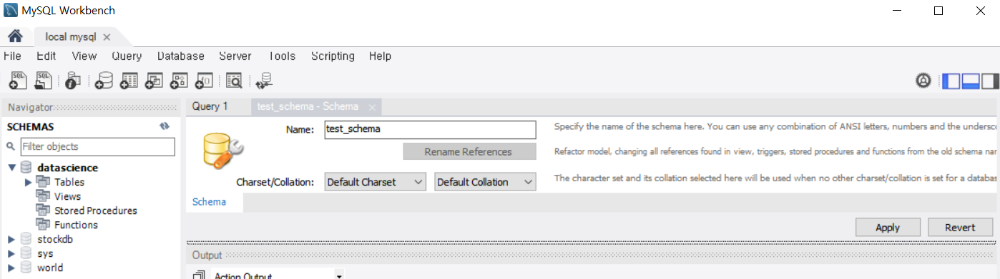 MySQL Workbench
local mysql
File Edit View Query Database Server Tools Scripting Help
SQL SQL
Navigator
Query 1 test_schema - Schema
SCHEMAS
Filter objects
datascience
Tables
Views
Stored Procedures
Functions
stockdb
sys
world
Name: test_schema
Specify the name of the schema here. You can use any combination of ANSI letters, numbers and the
Rename References
Refactor model, changing all references found in view, triggers, stored procedures and functions from the old schema
Charset/Collation: Default Charset Default Collation
The character set and its collation selected here will be used when no other charset/collation is set for a
Schema
Apply Revert
Output
Action Output